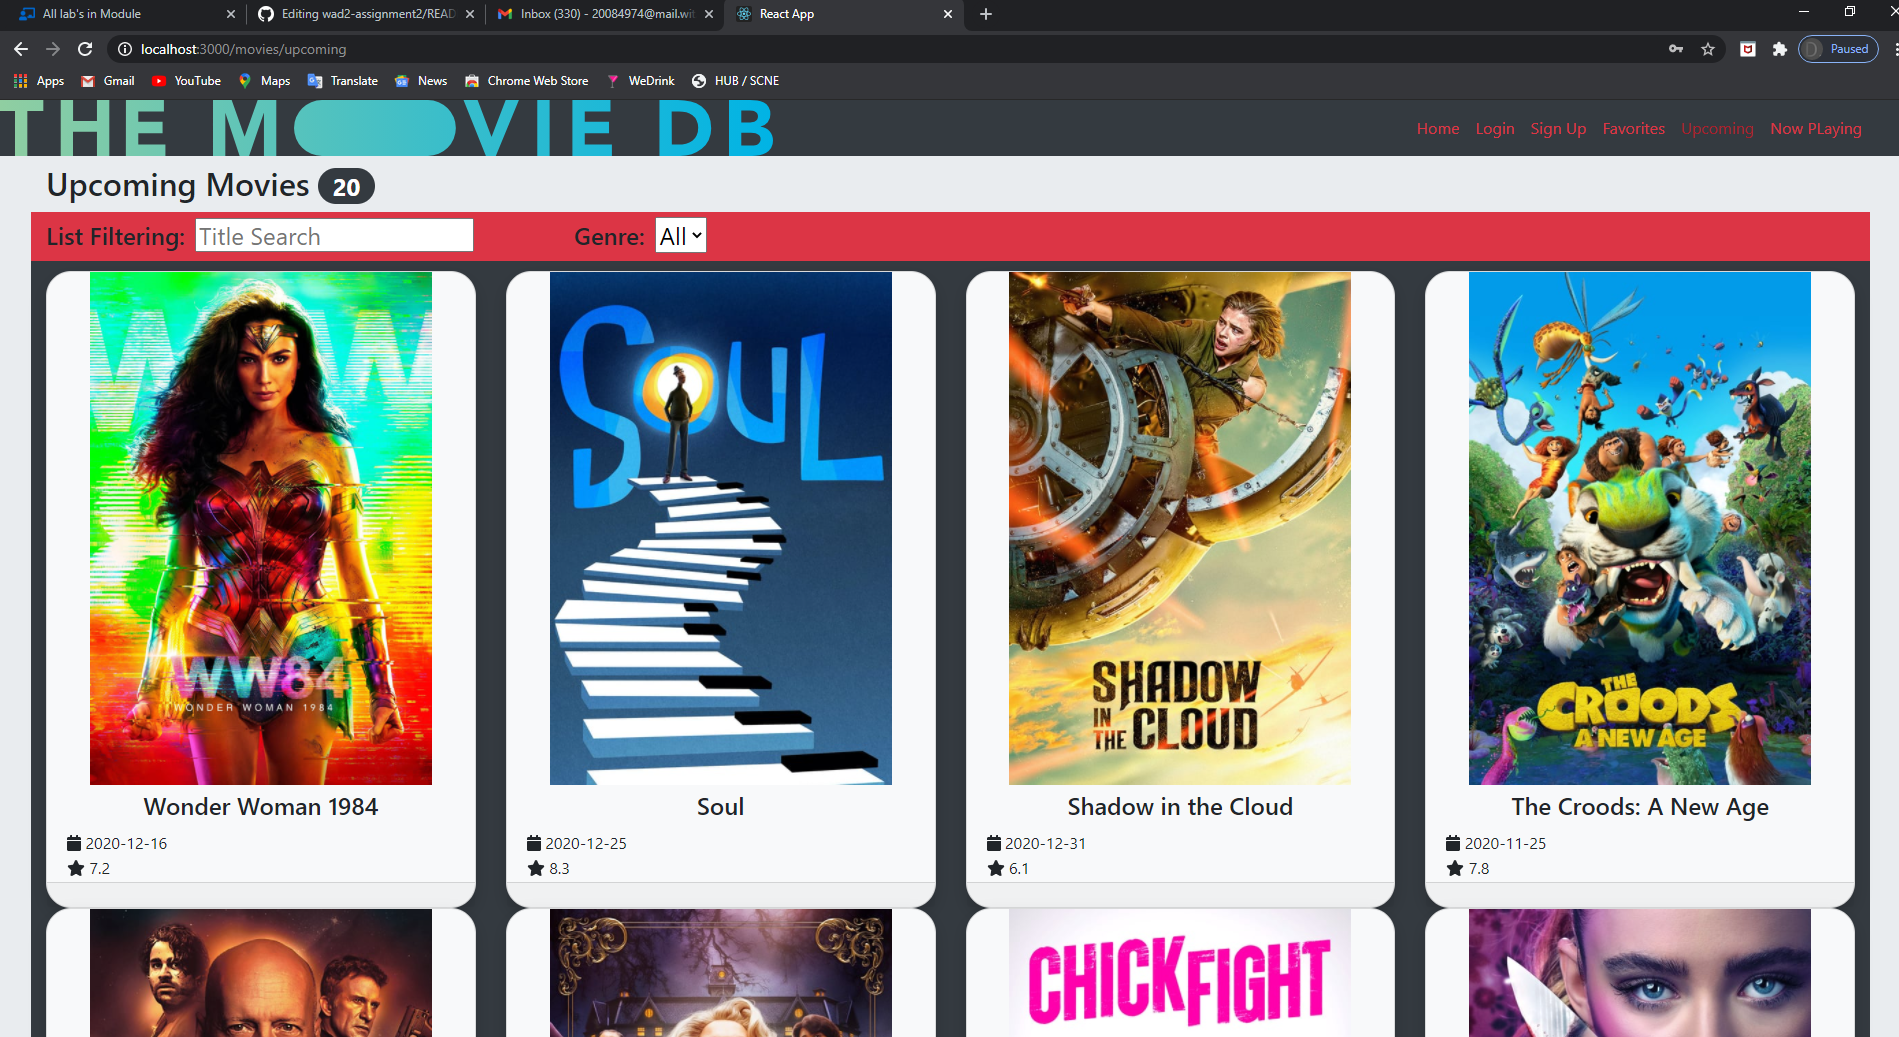 All lab's in Module
Editing wad2-assignment2/READ
Inbox (330) - 20084974@mail.wit
React App
localhost:3000/movies/upcoming
D Paused
Apps Gmail YouTube Maps Translate News Chrome Web Store WeDrink HUB / SCNE
THE M VIE DB
Home Login Sign Up Favorites Upcoming Now PLaying
Upcoming Movies 20
List Filtering: Title Search Genre: All
WW84
WONDER WOMAN 1984
SOUL
SHADOW
IN THE CLOUD
THE
CROODS
A NEW AGE
Wonder Woman 1984
Soul
Shadow in the Cloud
The Croods: A New Age
2020-12-16
2020-12-25
2020-12-31
2020-11-25
7.2
8.3
6.1
7.8
CHICKFIGHT